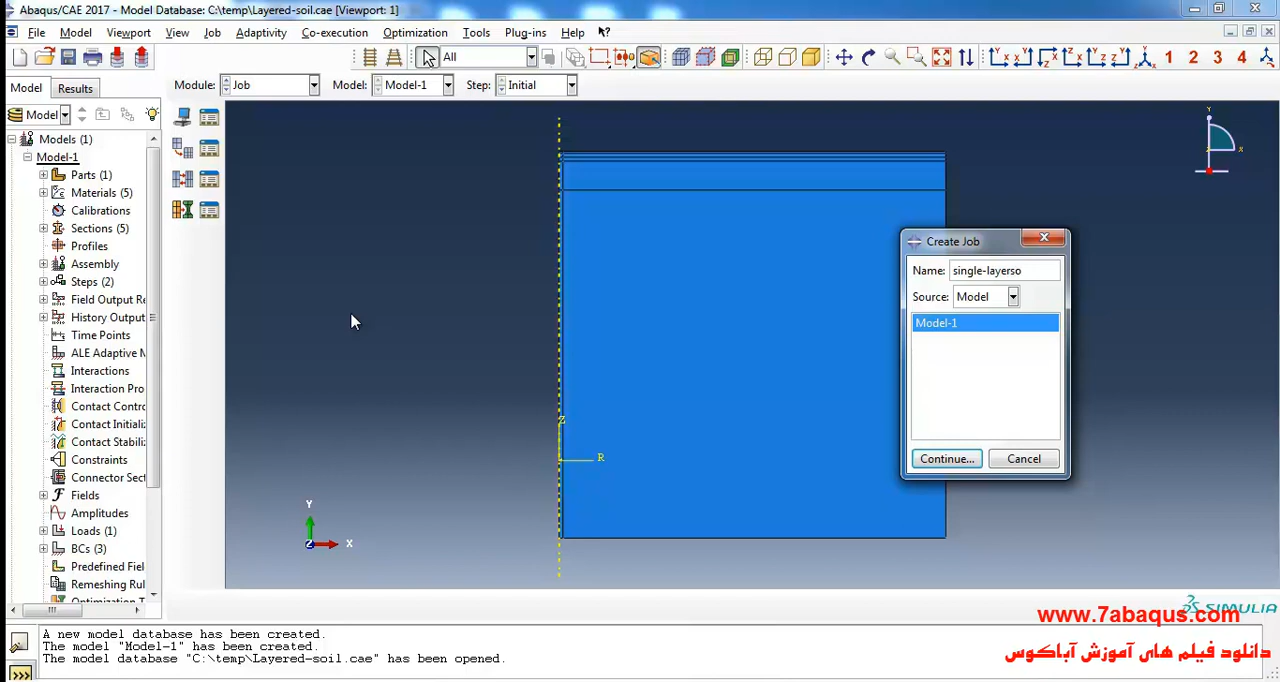 Abaqus/CAE 2017 - Model Database: C:\temp\Layered-soil.cae [Viewport: 1]
File Model Viewport View Job Adaptivity Co-execution Optimization Tools Plug-ins Help
All 1 2 3 4
Model Results Module: Job Model: Model-1 Step: Initial
Model
Models (1)
Model-1
Parts (1)
Materials (5)
Calibrations
Sections (5)
Profiles
Assembly
Steps (2)
Field Output Re
History Output
Time Points
ALE Adaptive M
Interactions
Interaction Pro
Contact Contro
Contact Initializ
Contact Stabiliz
Constraints
Connector Sect
Fields
Amplitudes
Loads (1)
BCs (3)
Predefined Fiel
Remeshing Rul
Optimization T
Y
X
Z
R
Y
Z
X
Create Job
Name: single-layerso
Source: Model
Model-1
Continue... Cancel
SIMULIA
www.7abaqus.com
دانلود فیلم های آموزش آباکوس
A new model database has been created.
The model "Model-1" has been created.
The model database "C:\temp\Layered-soil.cae" has been opened.
>>>